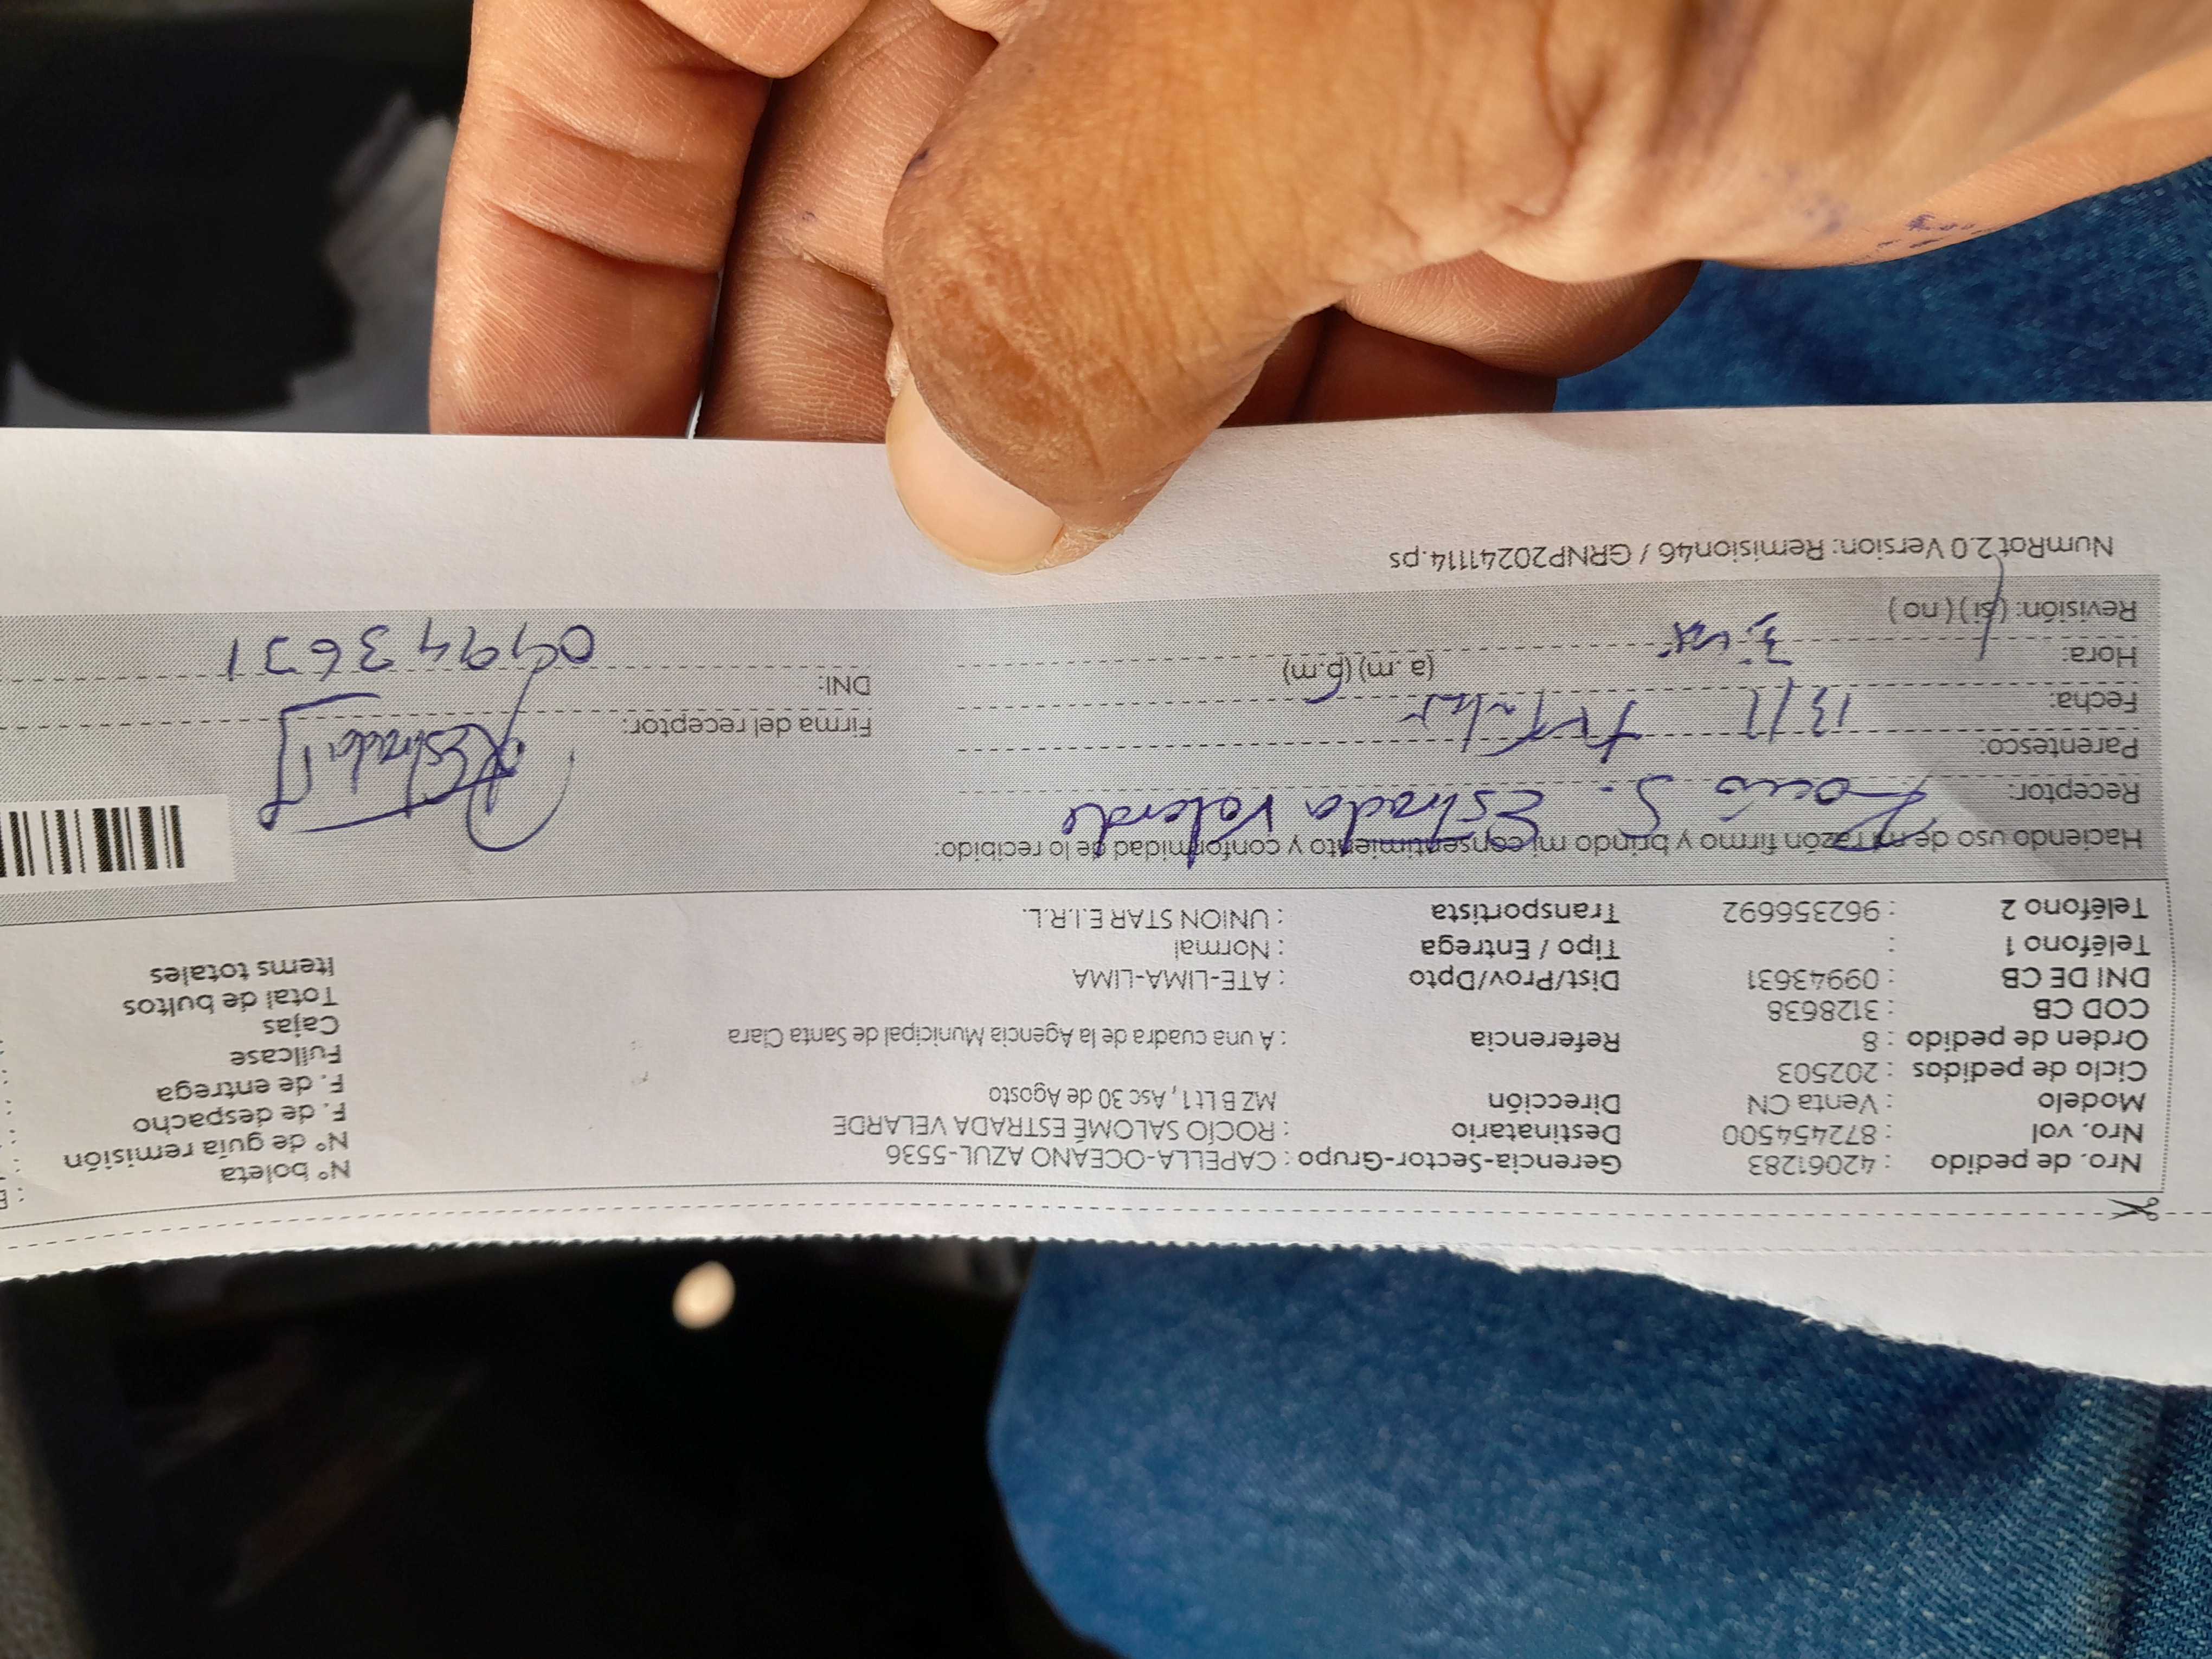 Nro. de pedido : 42061283 Gerencia-Sector-Grupo : CAPELLA-OCEANO AZUL-5536 N° boleta :
Nro. vol : 872454500 Destinatario : ROCÍO SALOMÉ ESTRADA VELARDE N° de guía remisión :
Modelo : Venta CN Dirección MZ B Lt 1, Asc 30 de Agosto F. de despacho :
Ciclo de pedidos : 202503 F. de entrega :
Orden de pedido : 8 Referencia : A una cuadra de la Agencia Municipal de Santa Clara Fullcase :
COD CB : 3128638 Cajas :
DNI DE CB : 09943631 Dist/Prov/Dpto : ATE-LIMA-LIMA Total de bultos
Teléfono 1 : Tipo / Entrega : Normal Items totales
Teléfono 2 : 962356692 Transportista : UNION STAR E.I.R.L.
Haciendo uso de mi razón firmo y brindo mi consentimiento y conformidad de lo recibido:
Receptor: Rocío S. Estrada Velarde
Parentesco: Titular Firma del receptor: REstrada V
Fecha: 13/1 DNI: 09943631
Hora: (a.m) (p.m)
Revisión: (si) (no)
NumRot 2.0 Version: Remision46 / GRNP20241114.ps